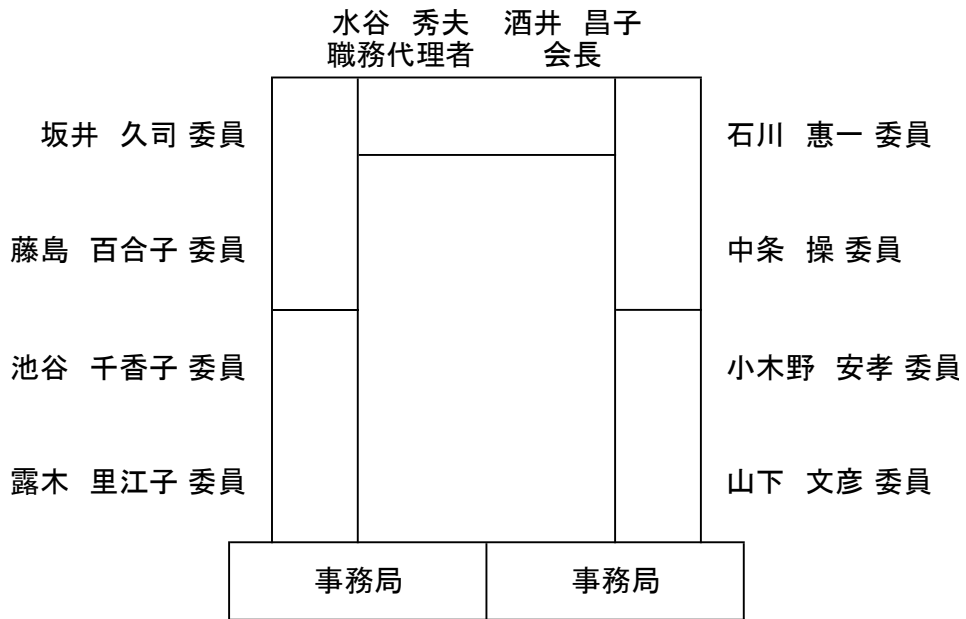 水谷 秀夫 酒井 昌子
職務代理者 会長
坂井 久司 委員 石川 惠一 委員
藤島 百合子 委員 中条 操 委員
池谷 千香子 委員 小木野 安孝 委員
露木 里江子 委員 山下 文彦 委員
事務局 事務局